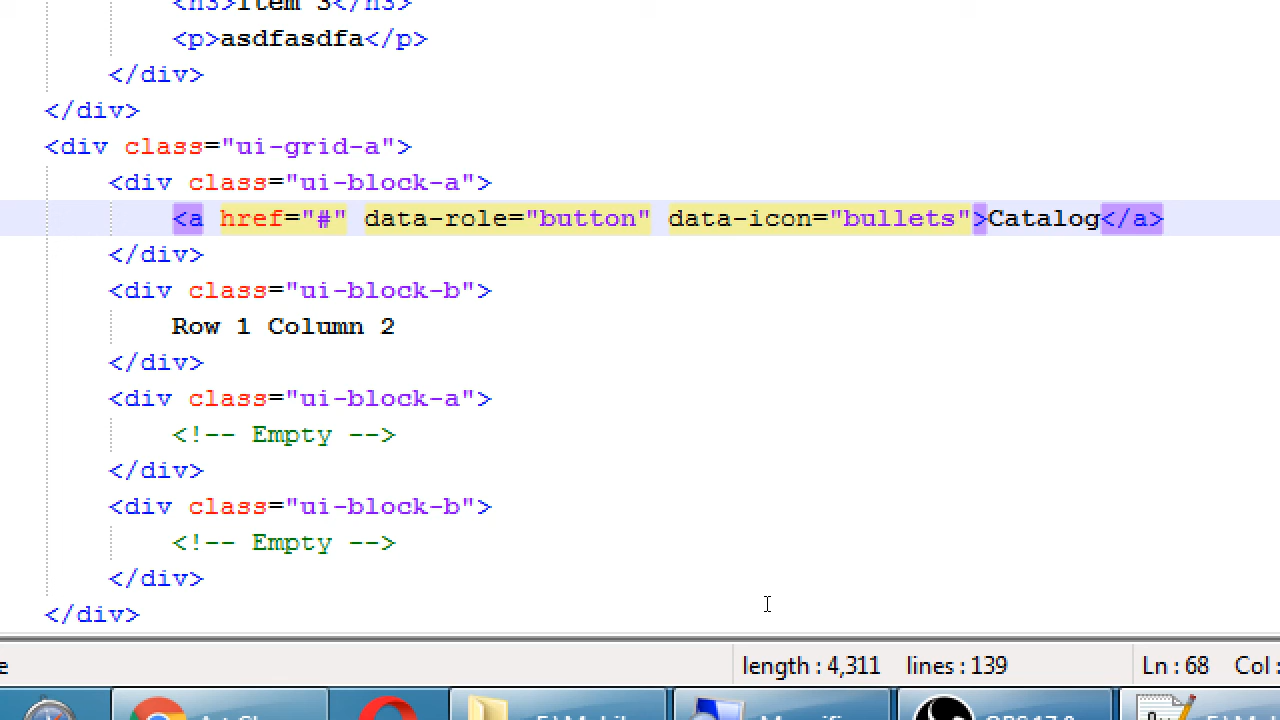 <h3>Item 3</h3>
<p>asdfasdfa</p>
</div>
</div>
<div class="ui-grid-a">
<div class="ui-block-a">
<a href="#" data-role="button" data-icon="bullets">Catalog</a>
</div>
<div class="ui-block-b">
Row 1 Column 2
</div>
<div class="ui-block-a">
<!-- Empty -->
</div>
<div class="ui-block-b">
<!-- Empty -->
</div>
</div>
e length : 4,311 lines : 139 Ln : 68 Col :